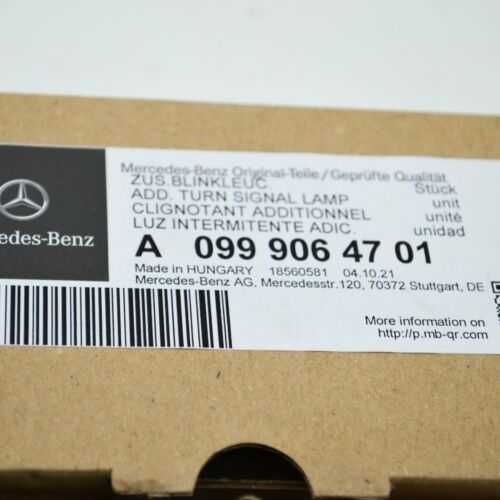 Mercedes-Benz Original-Teile/Geprüfte Qualität
ZUS.BLINKLEUC. Stück
ADD. TURN SIGNAL LAMP unit
CLIGNOTANT ADDITIONNEL unité
LUZ INTERMITENTE ADIC. unidad
A 099 906 47 01
Made in HUNGARY 18560581 04.10.21
Mercedes-Benz AG, Mercedesstr.120, 70372 Stuttgart, DE
More information on
http://p.mb-qr.com
edes-Benz